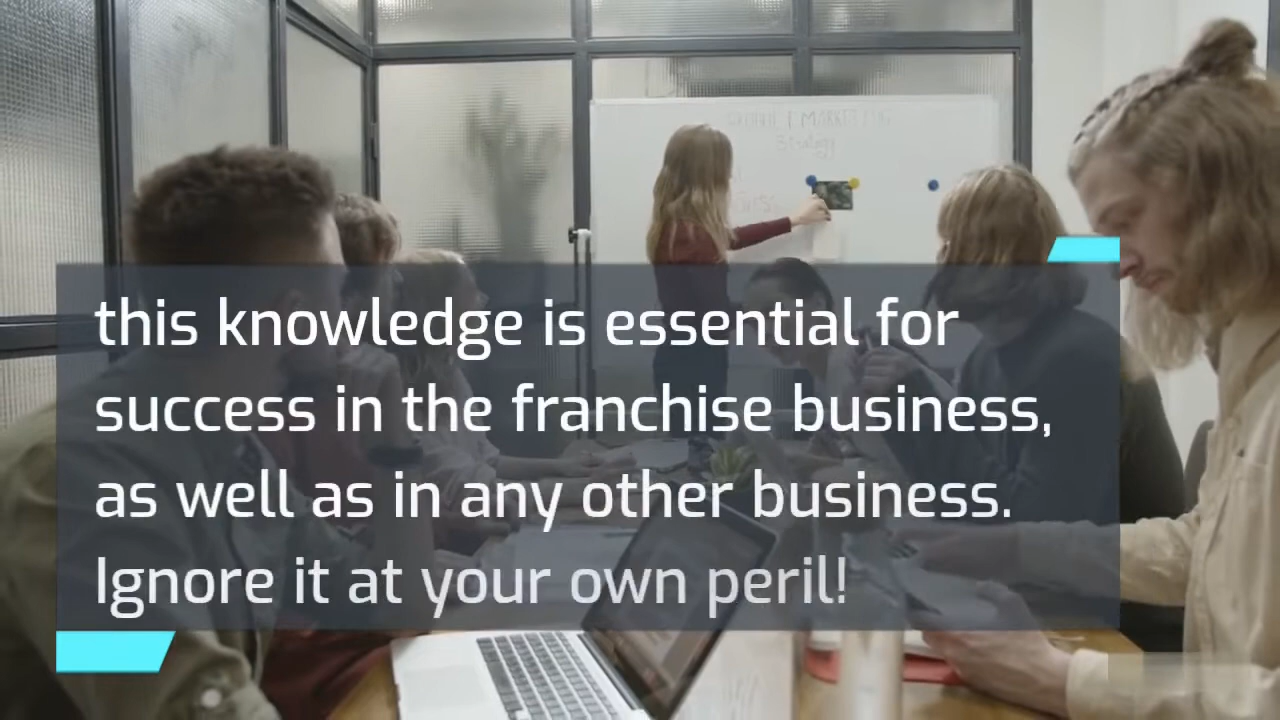 Strategy
this knowledge is essential for
success in the franchise business,
as well as in any other business.
Ignore it at your own peril!